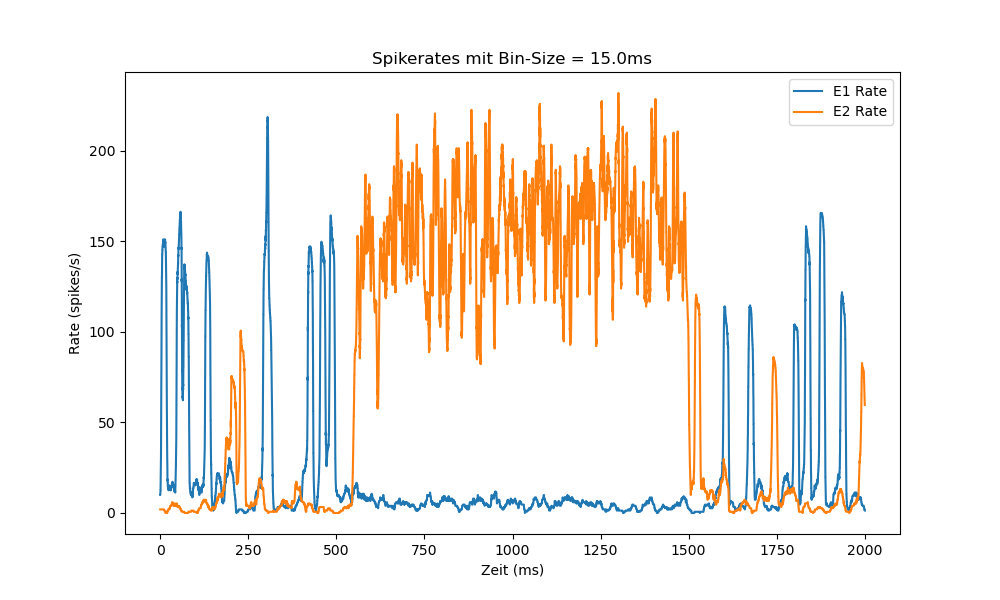 Spikerates mit Bin-Size = 15.0ms
E1 Rate
E2 Rate
Rate (spikes/s)
200
150
100
50
0
0 250 500 750 1000 1250 1500 1750 2000
Zeit (ms)